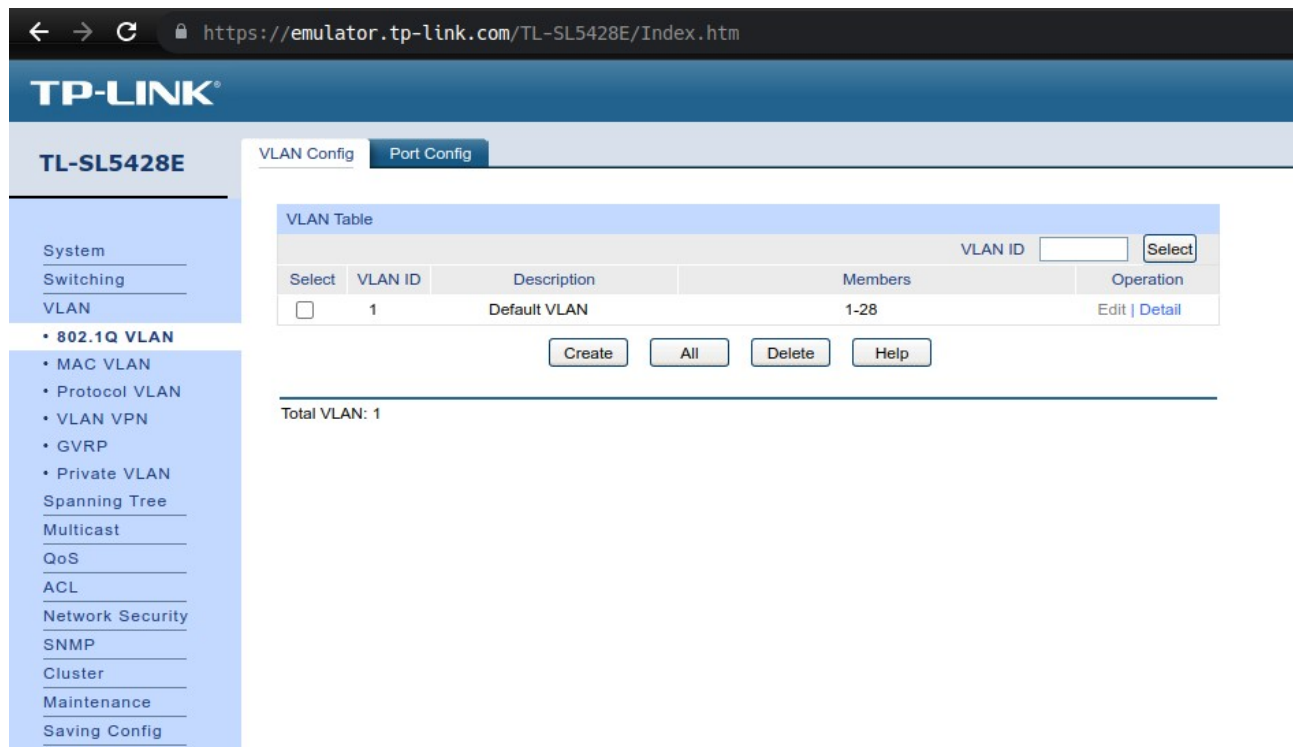 https://emulator.tp-link.com/TL-SL5428E/Index.htm
TP-LINK®
TL-SL5428E
VLAN Config Port Config
System
Switching
VLAN
• 802.1Q VLAN
• MAC VLAN
• Protocol VLAN
• VLAN VPN
• GVRP
• Private VLAN
Spanning Tree
Multicast
QoS
ACL
Network Security
SNMP
Cluster
Maintenance
Saving Config
VLAN Table
VLAN ID Select
Select VLAN ID Description Members Operation
1 Default VLAN 1-28 Edit | Detail
Create All Delete Help
Total VLAN: 1